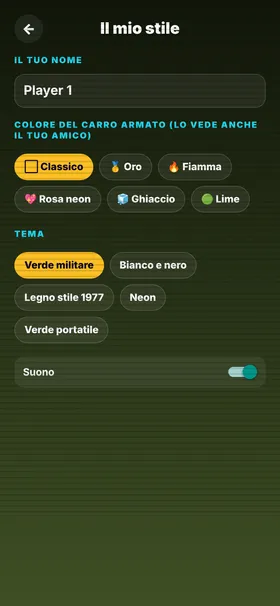 Il mio stile
IL TUO NOME
Player 1
COLORE DEL CARRO ARMATO (LO VEDE ANCHE
IL TUO AMICO)
Classico
Oro
Fiamma
Rosa neon
Ghiaccio
Lime
TEMA
Verde militare
Bianco e nero
Legno stile 1977
Neon
Verde portatile
Suono